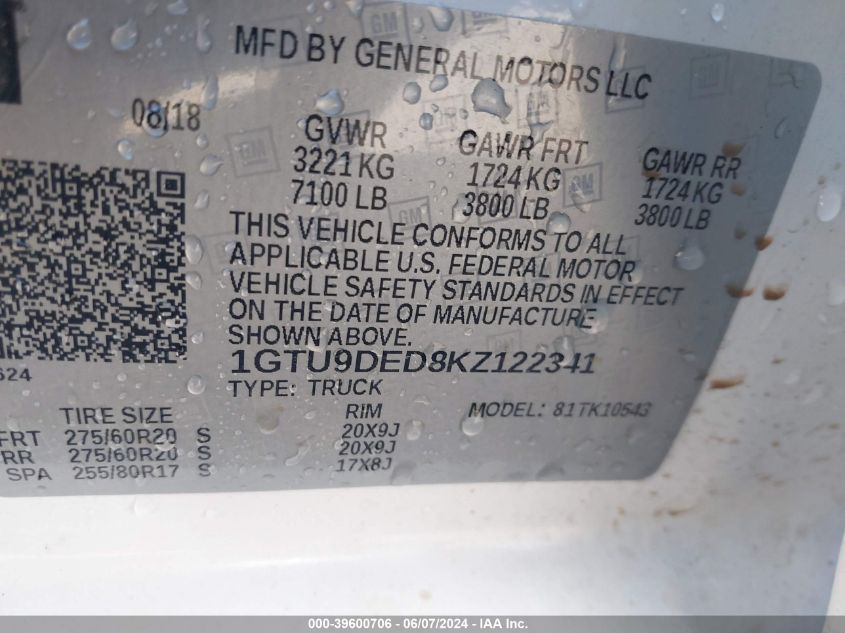 MFD BY GENERAL MOTORS LLC
08/18
GVWR GAWR FRT GAWR RR
3221 KG 1724 KG 1724 KG
7100 LB 3800 LB 3800 LB
THIS VEHICLE CONFORMS TO ALL
APPLICABLE U.S. FEDERAL MOTOR
VEHICLE SAFETY STANDARDS IN EFFECT
ON THE DATE OF MANUFACTURE
SHOWN ABOVE.
1GTU9DED8KZ122341
624
TYPE: TRUCK
TIRE SIZE RIM MODEL: 81TK10543
FRT 275/60R20 S 20X9J
RR 275/60R20 S 20X9J
SPA 255/80R17 S 17X8J
GM
000-39600706 - 06/07/2024 - IAA Inc.